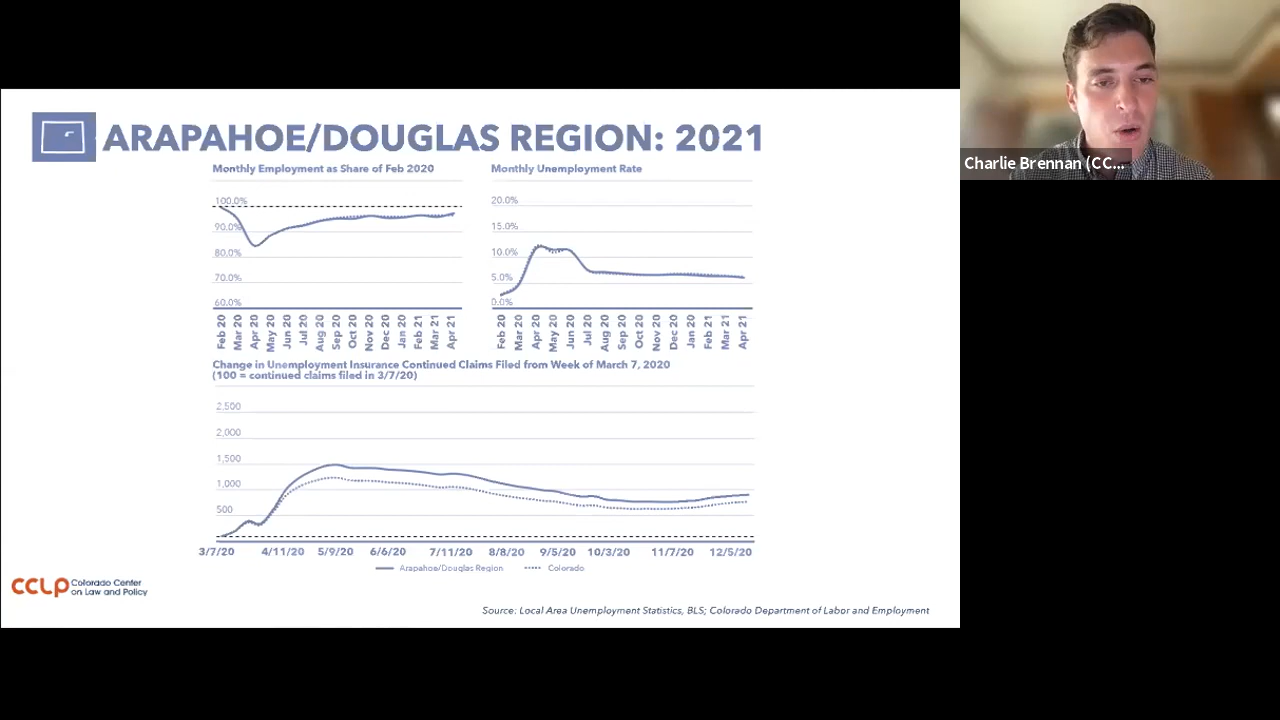 ARAPAHOE/DOUGLAS REGION: 2021
Monthly Employment as Share of Feb 2020
100.0%
90.0%
80.0%
70.0%
60.0%
Feb 20
Mar 20
Apr 20
May 20
Jun 20
Jul 20
Aug 20
Sep 20
Oct 20
Nov 20
Dec 20
Jan 20
Feb 21
Mar 21
Apr 21
Monthly Unemployment Rate
20.0%
15.0%
10.0%
5.0%
0.0%
Feb 20
Mar 20
Apr 20
May 20
Jun 20
Jul 20
Aug 20
Sep 20
Oct 20
Nov 20
Dec 20
Jan 20
Feb 21
Mar 21
Apr 21
Change in Unemployment Insurance Continued Claims Filed from Week of March 7, 2020
(100 = continued claims filed in 3/7/20)
2,500
2,000
1,500
1,000
500
3/7/20 4/11/20 5/9/20 6/6/20 7/11/20 8/8/20 9/5/20 10/3/20 11/7/20 12/5/20
Arapahoe/Douglas Region Colorado
CCLP Colorado Center
on Law and Policy
Source: Local Area Unemployment Statistics, BLS; Colorado Department of Labor and Employment
Charlie Brennan (CC...